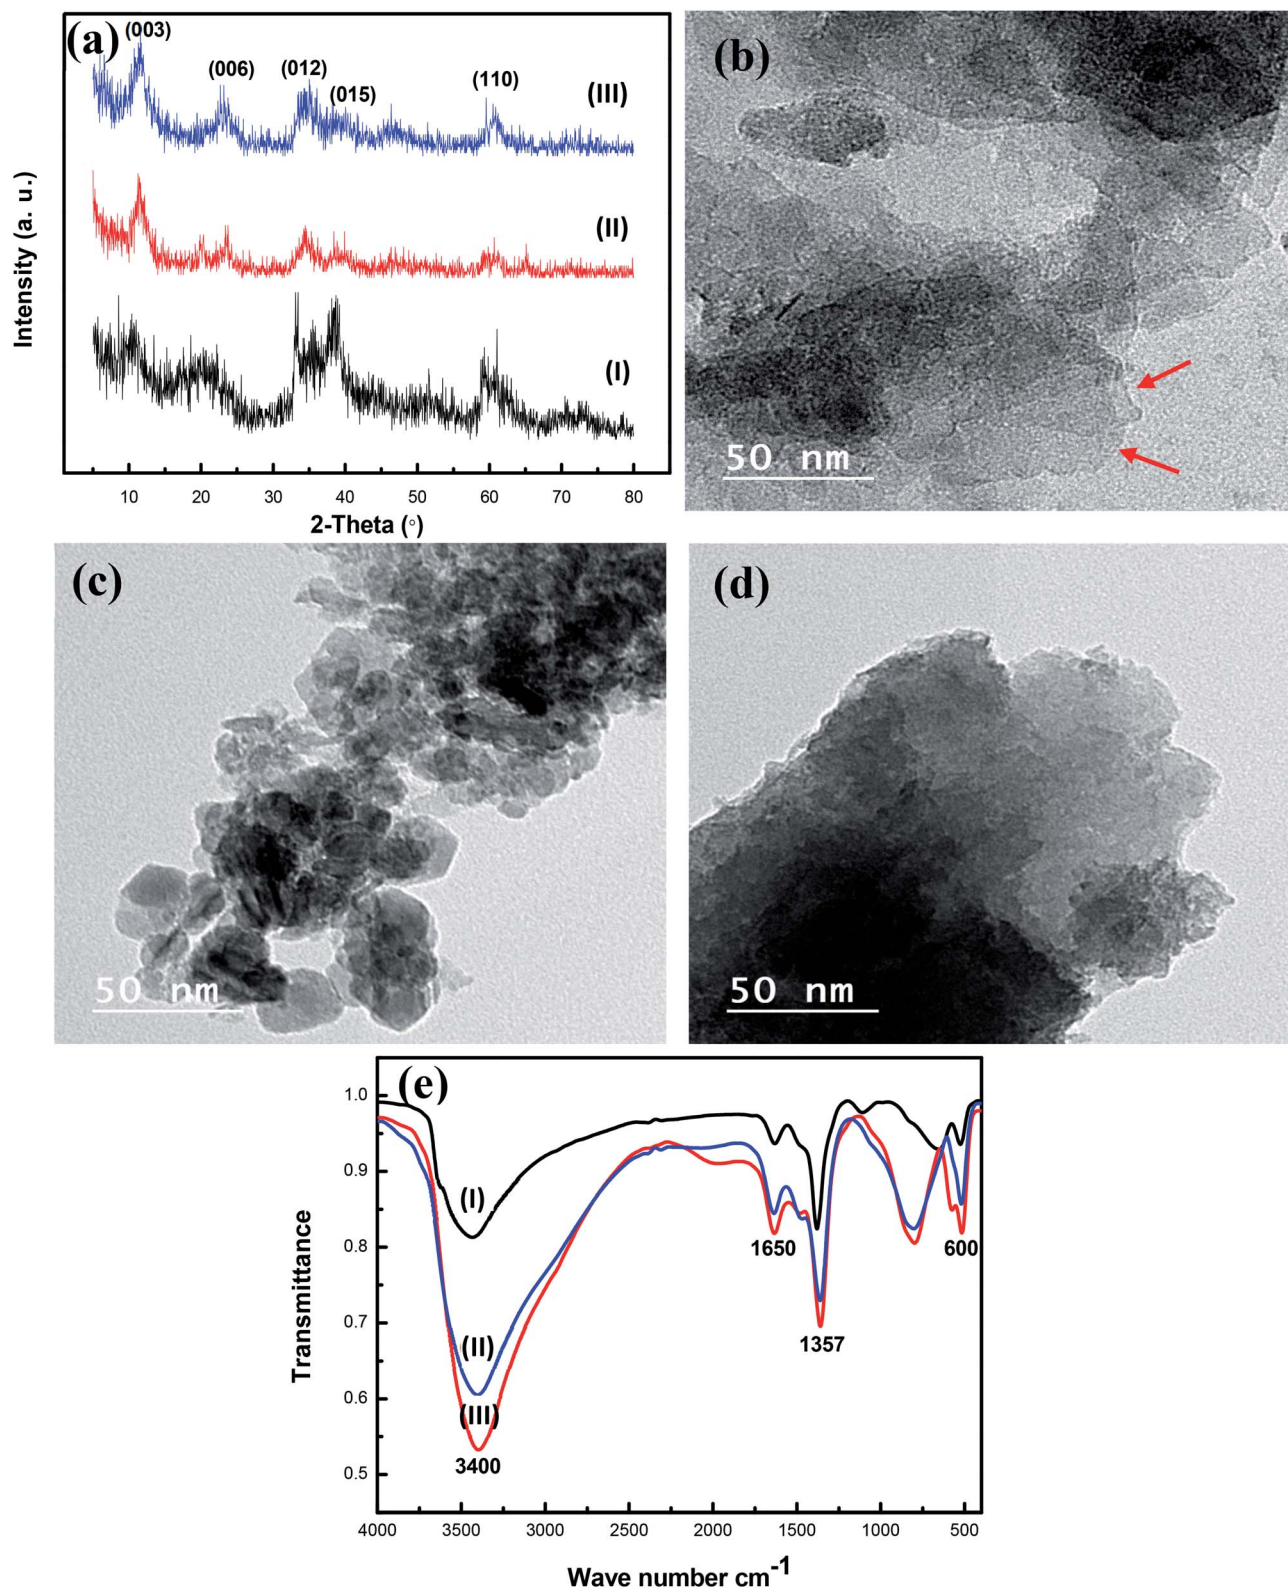 (a)
(003)
(006)
(012)
(015)
(110)
(III)
(II)
(I)
Intensity (a. u.)
10 20 30 40 50 60 70 80
2-Theta (°)
(b)
50 nm
(c)
50 nm
(d)
50 nm
(e)
1.0
0.9
0.8
0.7
0.6
0.5
Transmittance
(I)
(II)
(III)
3400
1650
1357
600
4000 3500 3000 2500 2000 1500 1000 500
Wave number cm-1